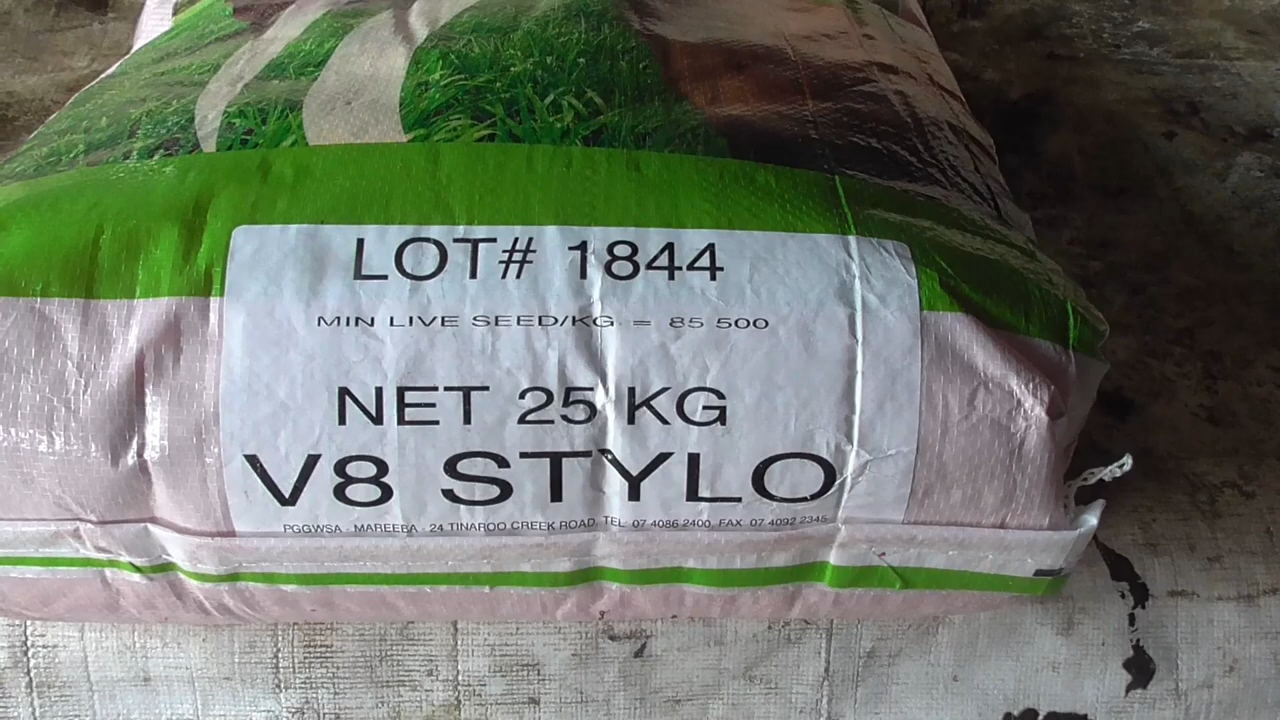 LOT# 1844
MIN LIVE SEED/KG = 85 500
NET 25 KG
V8 STYLO
PGGWSA - MAREEBA - 24 TINAROO CREEK ROAD, TEL 07 4086 2400, FAX 07 4092 2345